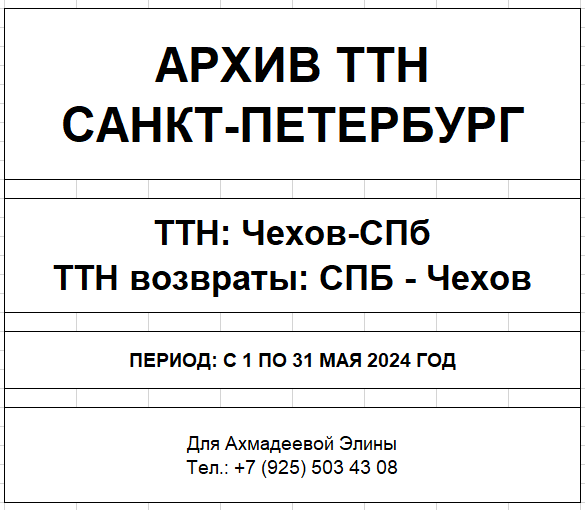 АРХИВ ТТН
САНКТ-ПЕТЕРБУРГ
ТТН: Чехов-СПб
ТТН возвраты: СПБ - Чехов
ПЕРИОД: С 1 ПО 31 МАЯ 2024 ГОД
Для Ахмадеевой Элины
Тел.: +7 (925) 503 43 08